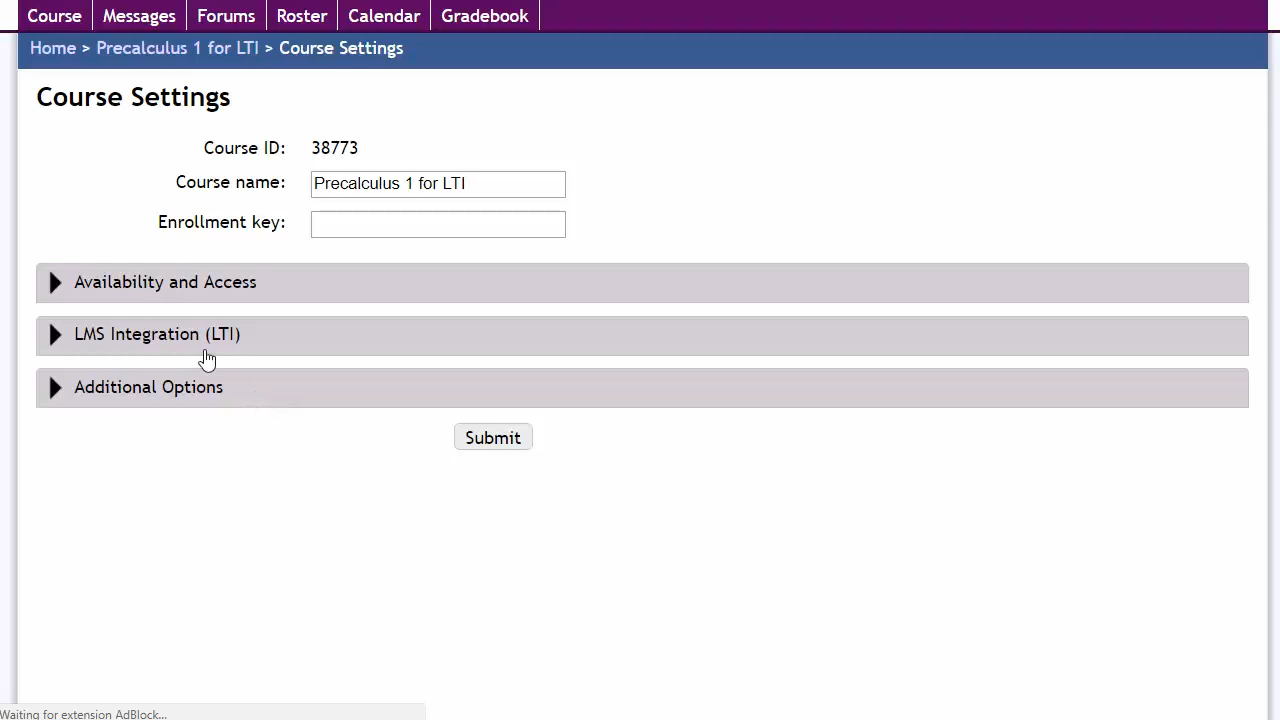 Course Messages Forums Roster Calendar Gradebook
Home > Precalculus 1 for LTI > Course Settings
Course Settings
Course ID: 38773
Course name: Precalculus 1 for LTI
Enrollment key:
Availability and Access
LMS Integration (LTI)
Additional Options
Submit
Waiting for extension AdBlock...